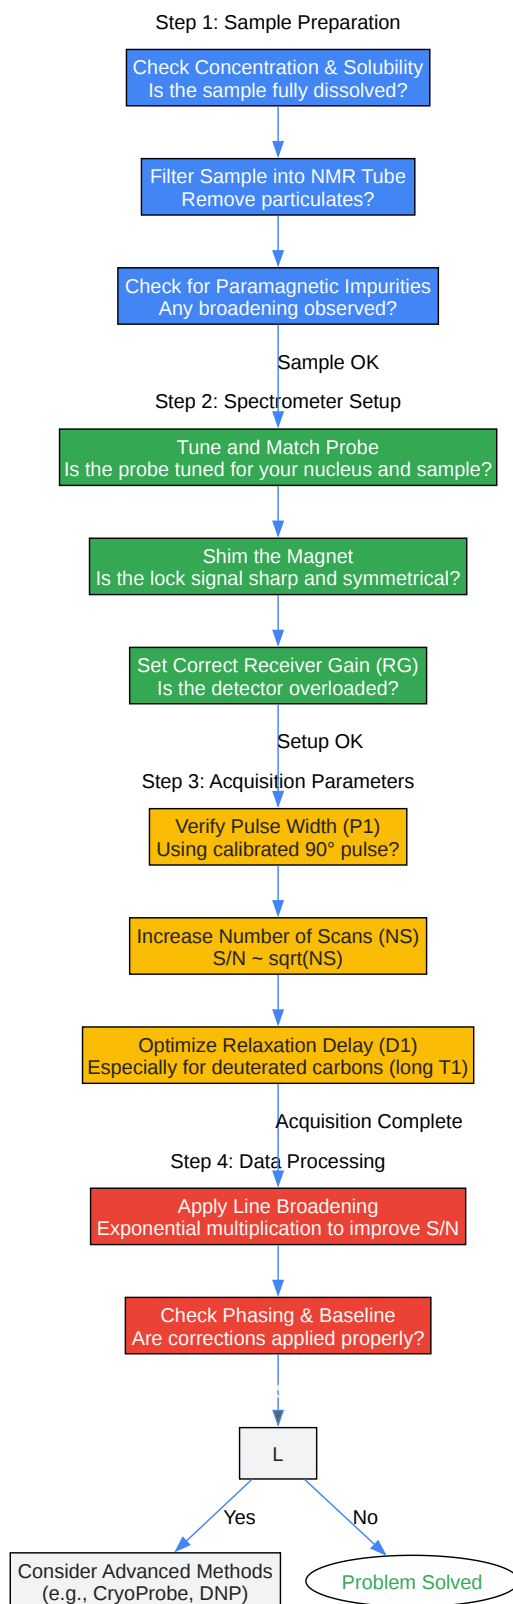 Step 1: Sample Preparation
Check Concentration & Solubility
Is the sample fully dissolved?
Filter Sample into NMR Tube
Remove particulates?
Check for Paramagnetic Impurities
Any broadening observed?
Sample OK
Step 2: Spectrometer Setup
Tune and Match Probe
Is the probe tuned for your nucleus and sample?
Shim the Magnet
Is the lock signal sharp and symmetrical?
Set Correct Receiver Gain (RG)
Is the detector overloaded?
Setup OK
Step 3: Acquisition Parameters
Verify Pulse Width (P1)
Using calibrated 90° pulse?
Increase Number of Scans (NS)
S/N ~ sqrt(NS)
Optimize Relaxation Delay (D1)
Especially for deuterated carbons (long T1)
Acquisition Complete
Step 4: Data Processing
Apply Line Broadening
Exponential multiplication to improve S/N
Check Phasing & Baseline
Are corrections applied properly?
L
Yes
No
Consider Advanced Methods
(e.g., CryoProbe, DNP)
Problem Solved